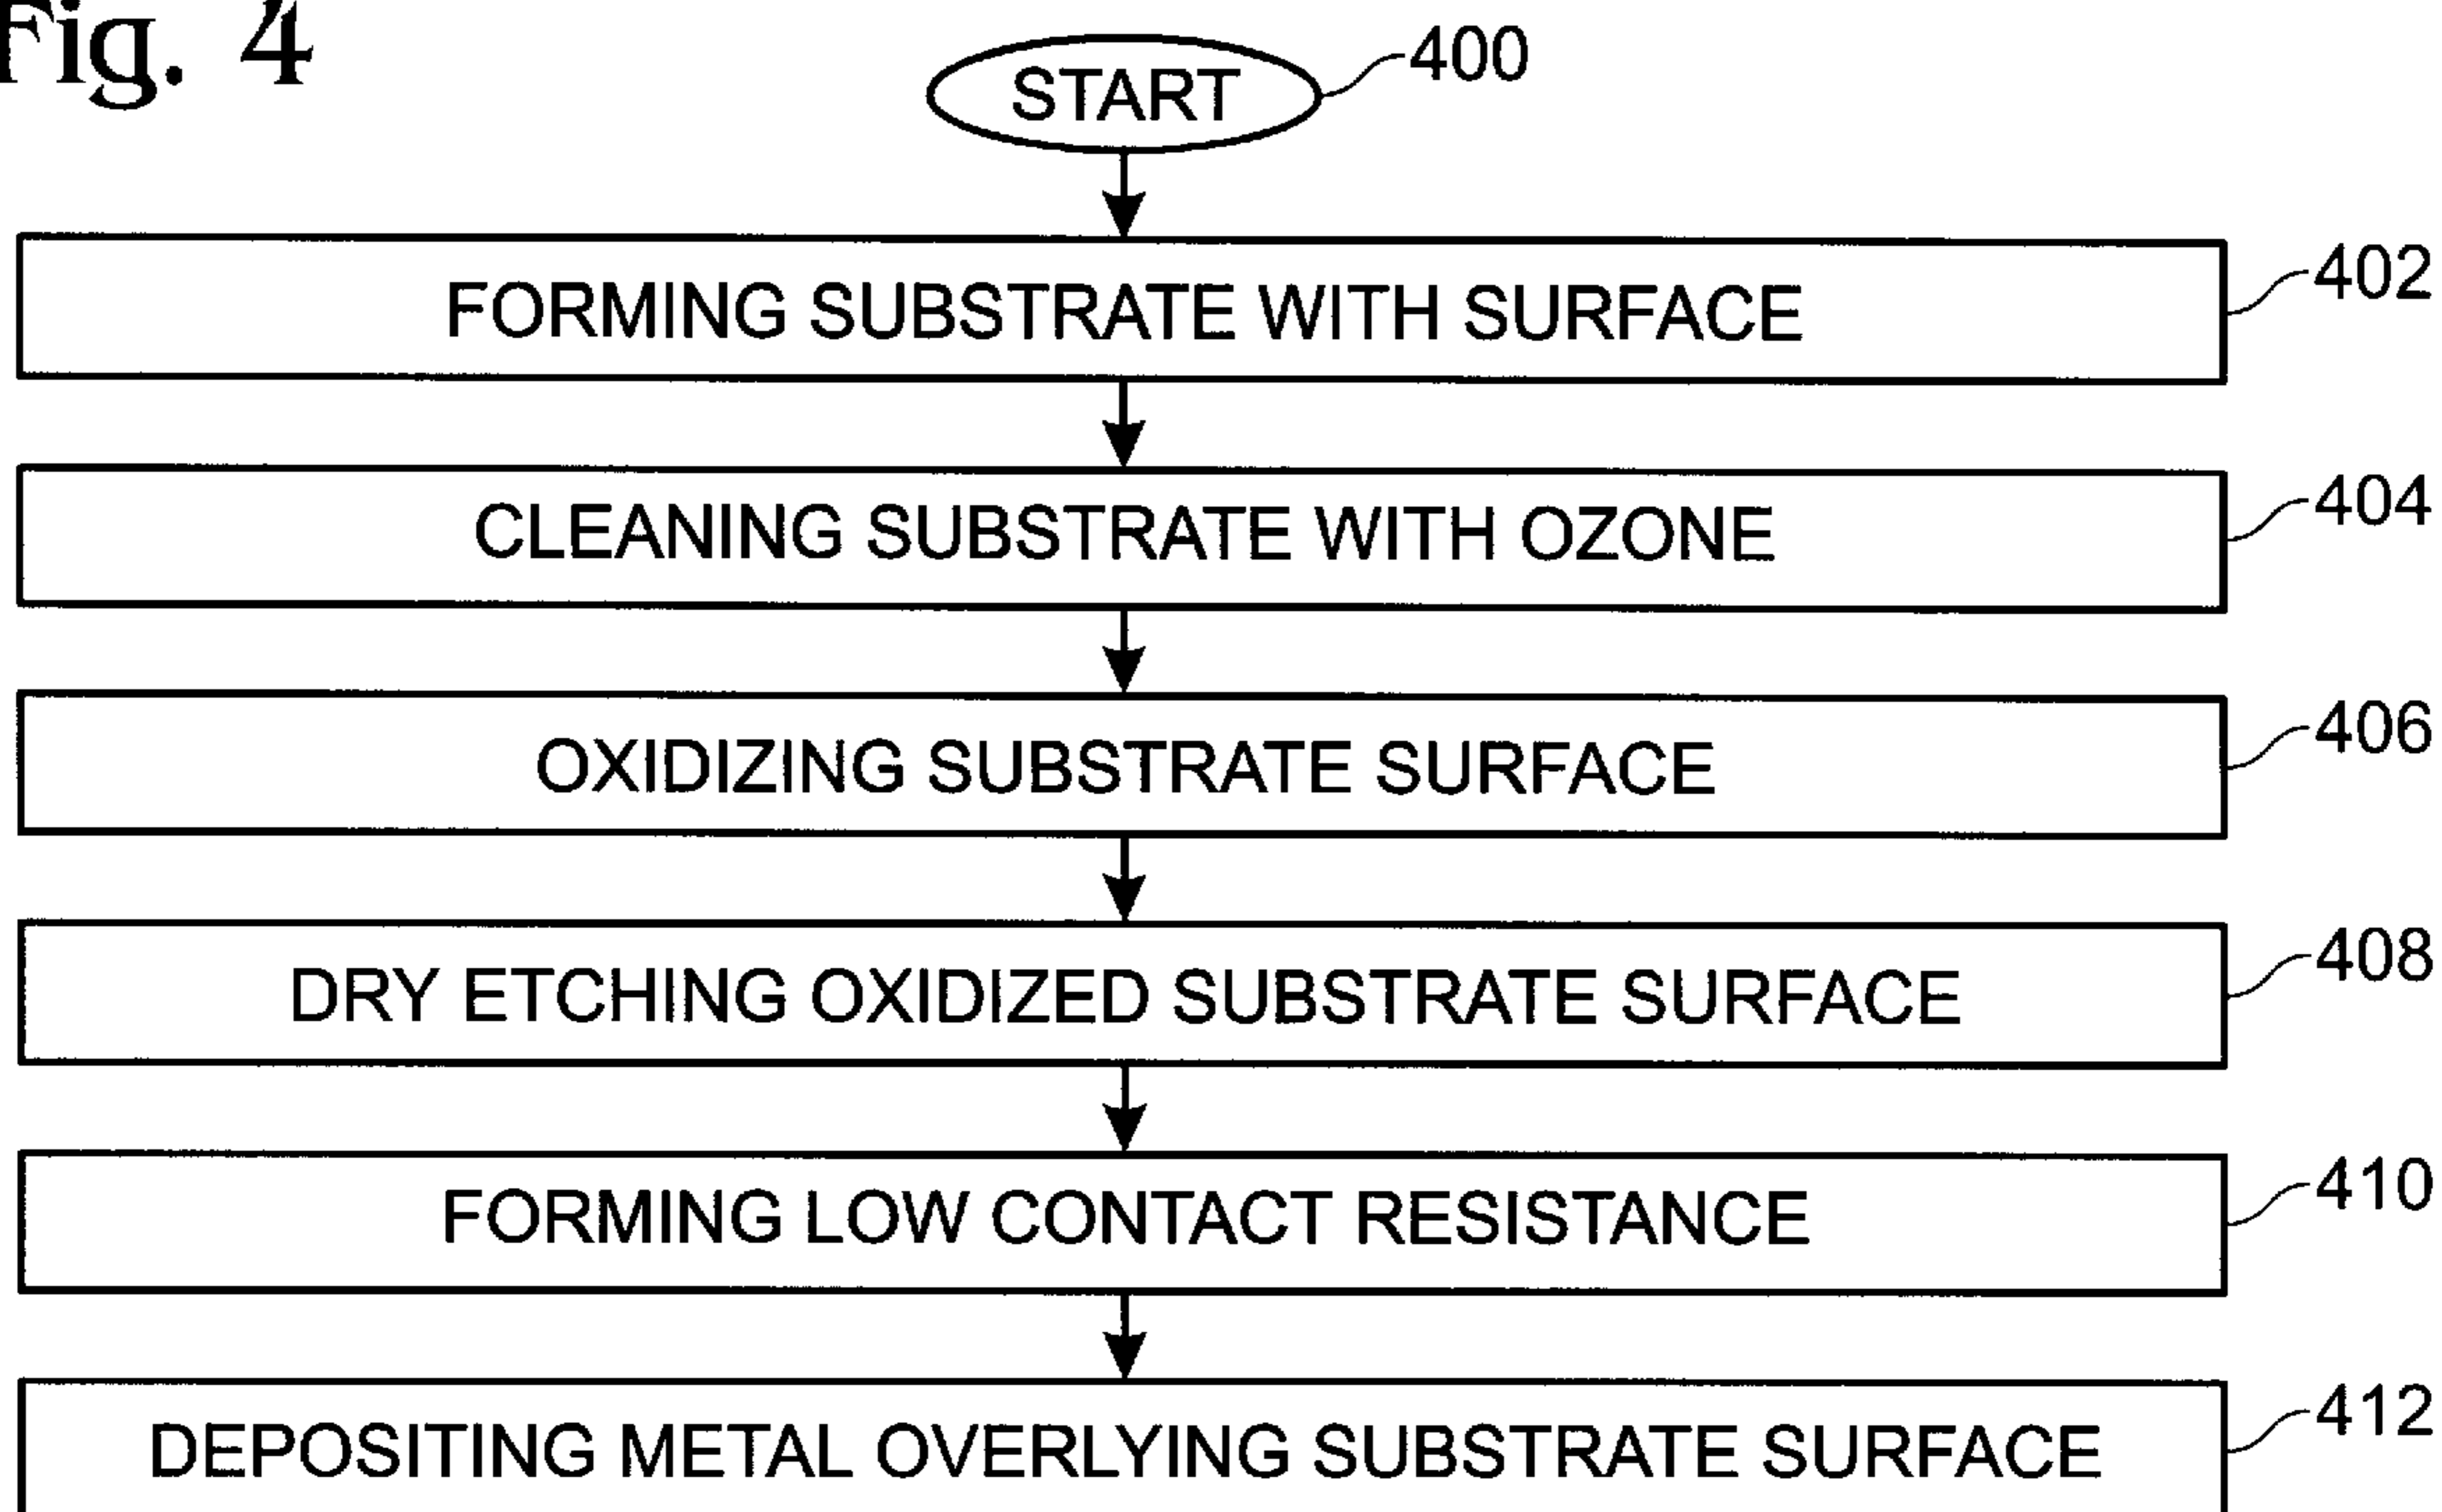 Fig. 4
START
400
FORMING SUBSTRATE WITH SURFACE
402
CLEANING SUBSTRATE WITH OZONE
404
OXIDIZING SUBSTRATE SURFACE
406
DRY ETCHING OXIDIZED SUBSTRATE SURFACE
408
FORMING LOW CONTACT RESISTANCE
410
DEPOSITING METAL OVERLYING SUBSTRATE SURFACE
412